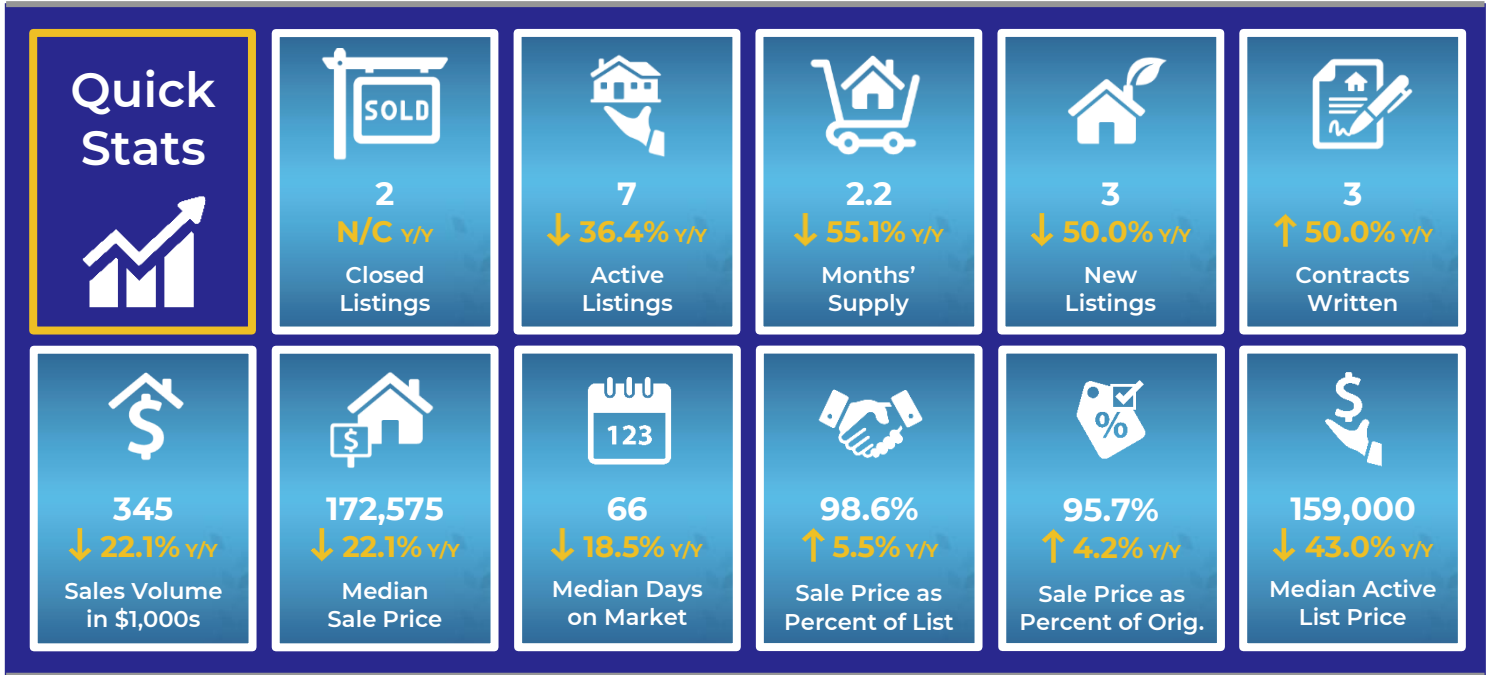 Quick
Stats
SOLD
2
N/C Y/Y
Closed
Listings
7
↓ 36.4% Y/Y
Active
Listings
2.2
↓ 55.1% Y/Y
Months’
Supply
3
↓ 50.0% Y/Y
New
Listings
3
↑ 50.0% Y/Y
Contracts
Written
$
345
↓ 22.1% Y/Y
Sales Volume
in $1,000s
$
172,575
↓ 22.1% Y/Y
Median
Sale Price
123
66
↓ 18.5% Y/Y
Median Days
on Market
98.6%
↑ 5.5% Y/Y
Sale Price as
Percent of List
%
95.7%
↑ 4.2% Y/Y
Sale Price as
Percent of Orig.
$
159,000
↓ 43.0% Y/Y
Median Active
List Price